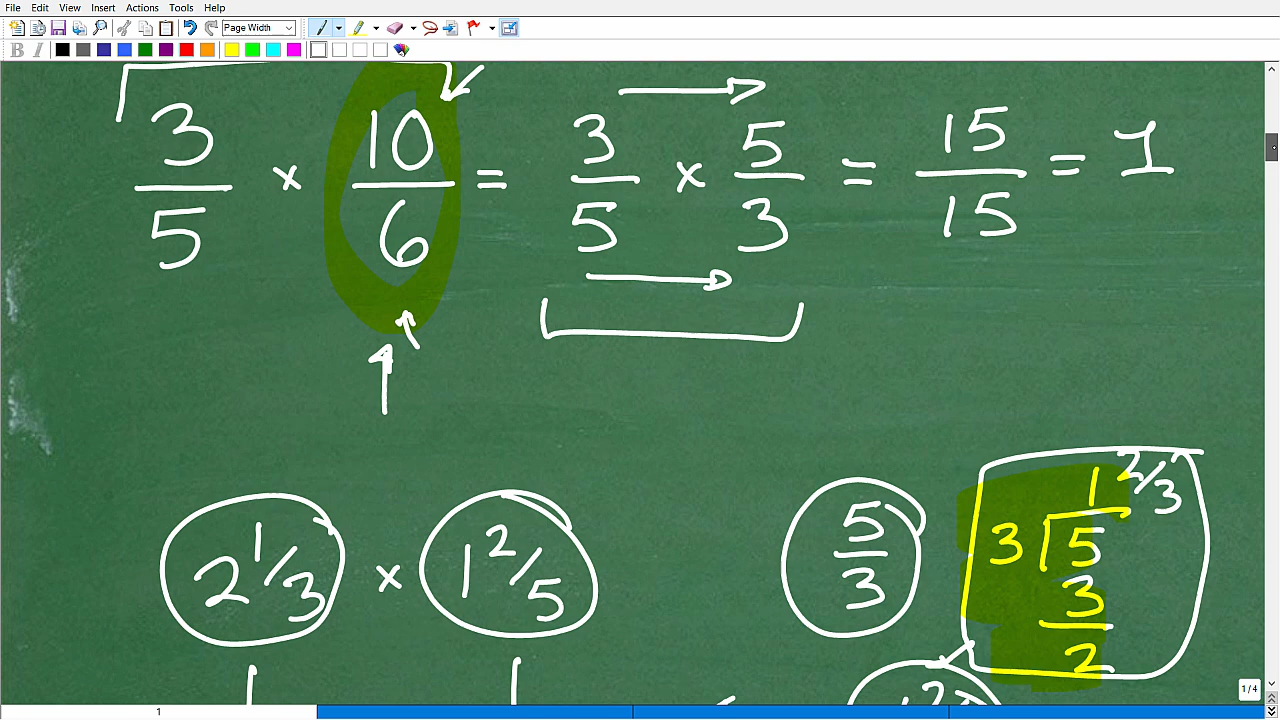 File Edit View Insert Actions Tools Help
Page Width
B I
3/5 × 10/6 = 3/5 × 5/3 = 15/15 = 1
2 1/3 × 1 2/5
5/3
1 2/3
3 5
3
2
1/4
1